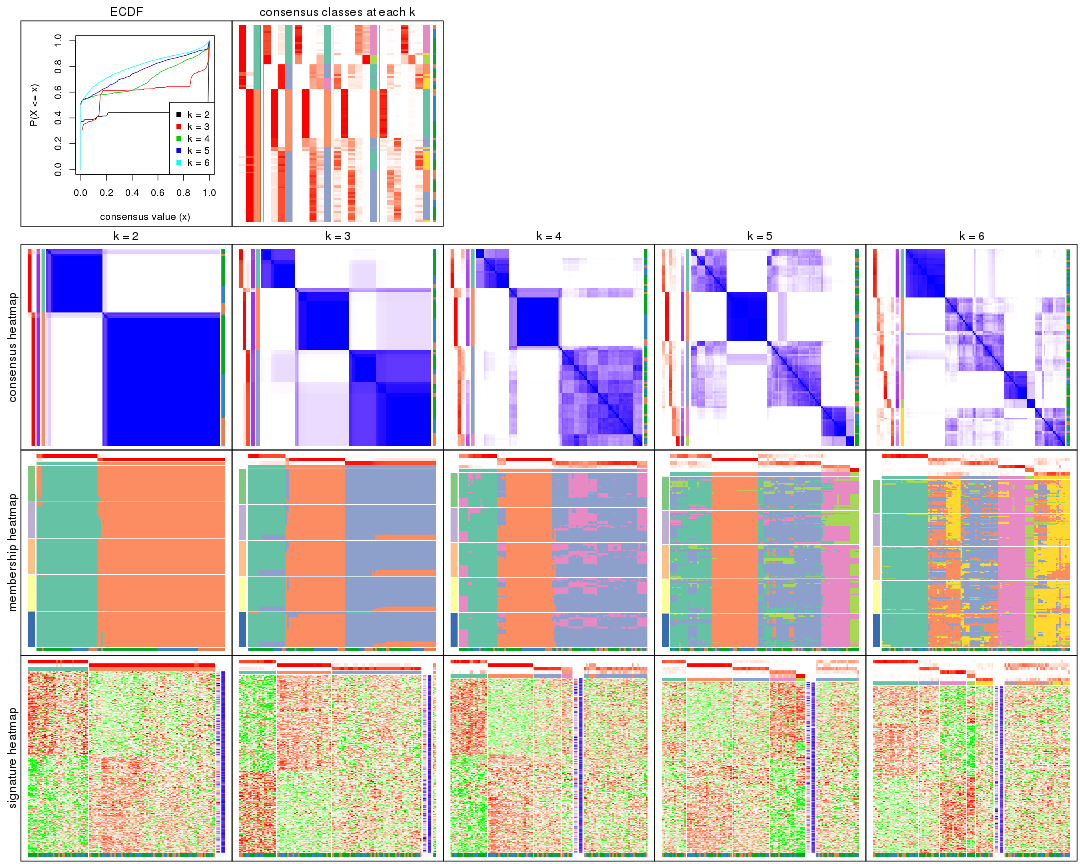 ECDF
consensus classes at each k
P(X <= x)
1.0
0.8
0.6
0.4
0.2
0.0
k = 2
k = 3
k = 4
k = 5
k = 6
0.0 0.2 0.4 0.6 0.8 1.0
consensus value (x)
k = 2
k = 3
k = 4
k = 5
k = 6
consensus heatmap
membership heatmap
signature heatmap